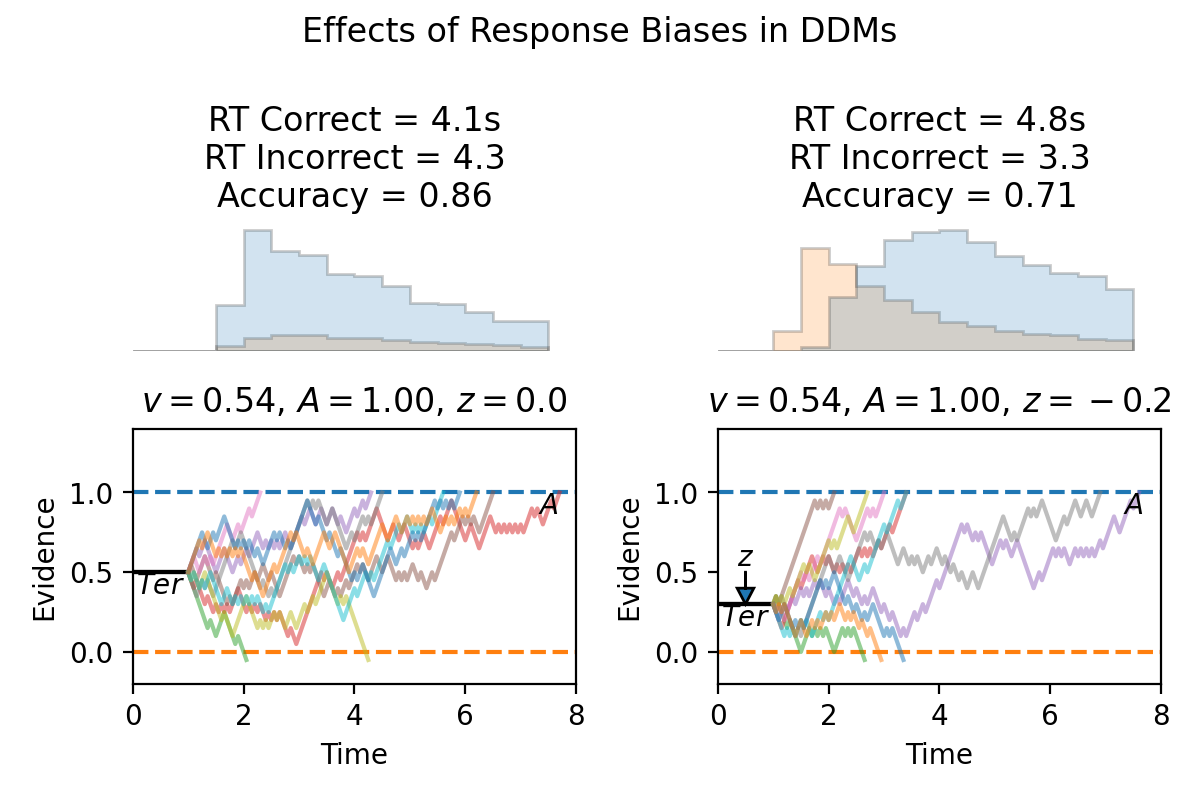 Effects of Response Biases in DDMs
RT Correct = 4.1s
RT Incorrect = 4.3
Accuracy = 0.86
v = 0.54, A = 1.00, z = 0.0
Evidence
1.0
0.5
0.0
A
Ter
0 2 4 6 8
Time
RT Correct = 4.8s
RT Incorrect = 3.3
Accuracy = 0.71
v = 0.54, A = 1.00, z = −0.2
Evidence
1.0
0.5
0.0
A
z
Ter
0 2 4 6 8
Time